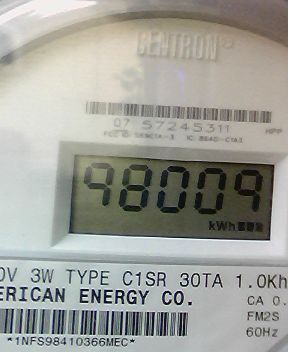 CENTRON®
07 57245311
HPP
98009
kWh
0V 3W TYPE C1SR 30TA 1.0Kh
ERICAN ENERGY CO.
CA 0.
FM2S
60Hz
*1NFS98410366MEC*